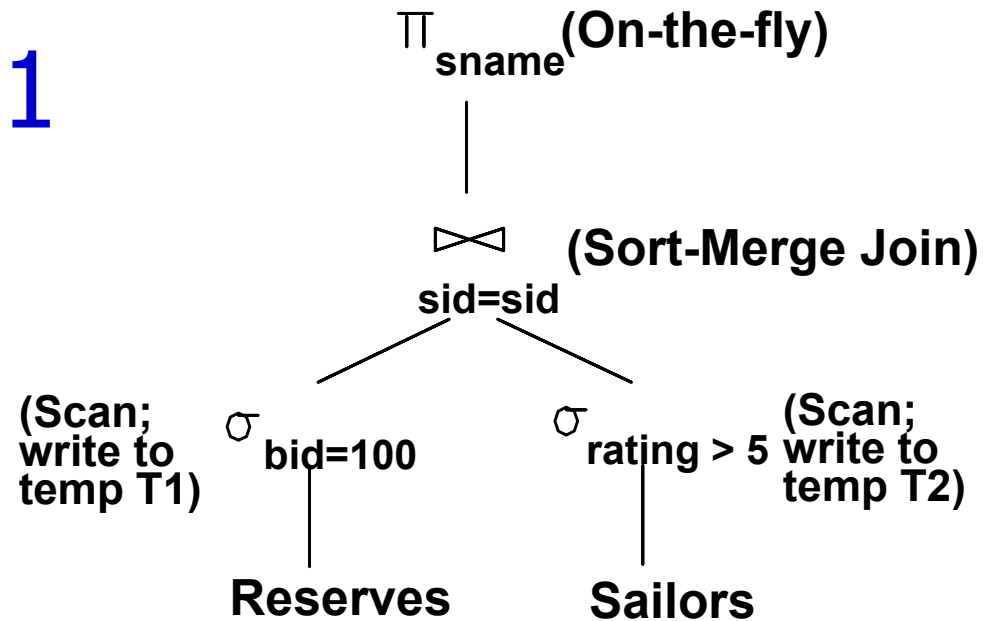 1
π sname (On-the-fly)
⋈ (Sort-Merge Join)
sid=sid
(Scan;
write to
temp T1)
σ bid=100
σ rating > 5
(Scan;
write to
temp T2)
Reserves
Sailors